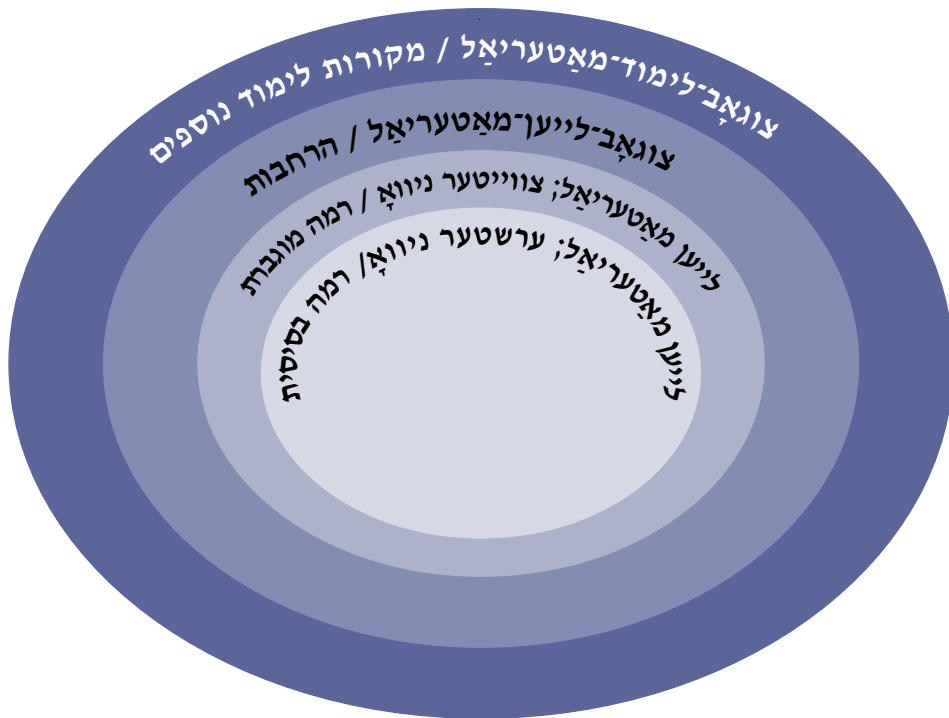 צוגאָב־לימוד־מאַטעריאַל / מקורות לימוד נוספים
צוגאָב־לייען־מאַטעריאַל / הרחבות
לייען מאַטעריאַל; צווייטער ניוואָ / רמה מוגברת
לייען מאַטעריאַל; ערשטער ניוואָ/ רמה בסיסית